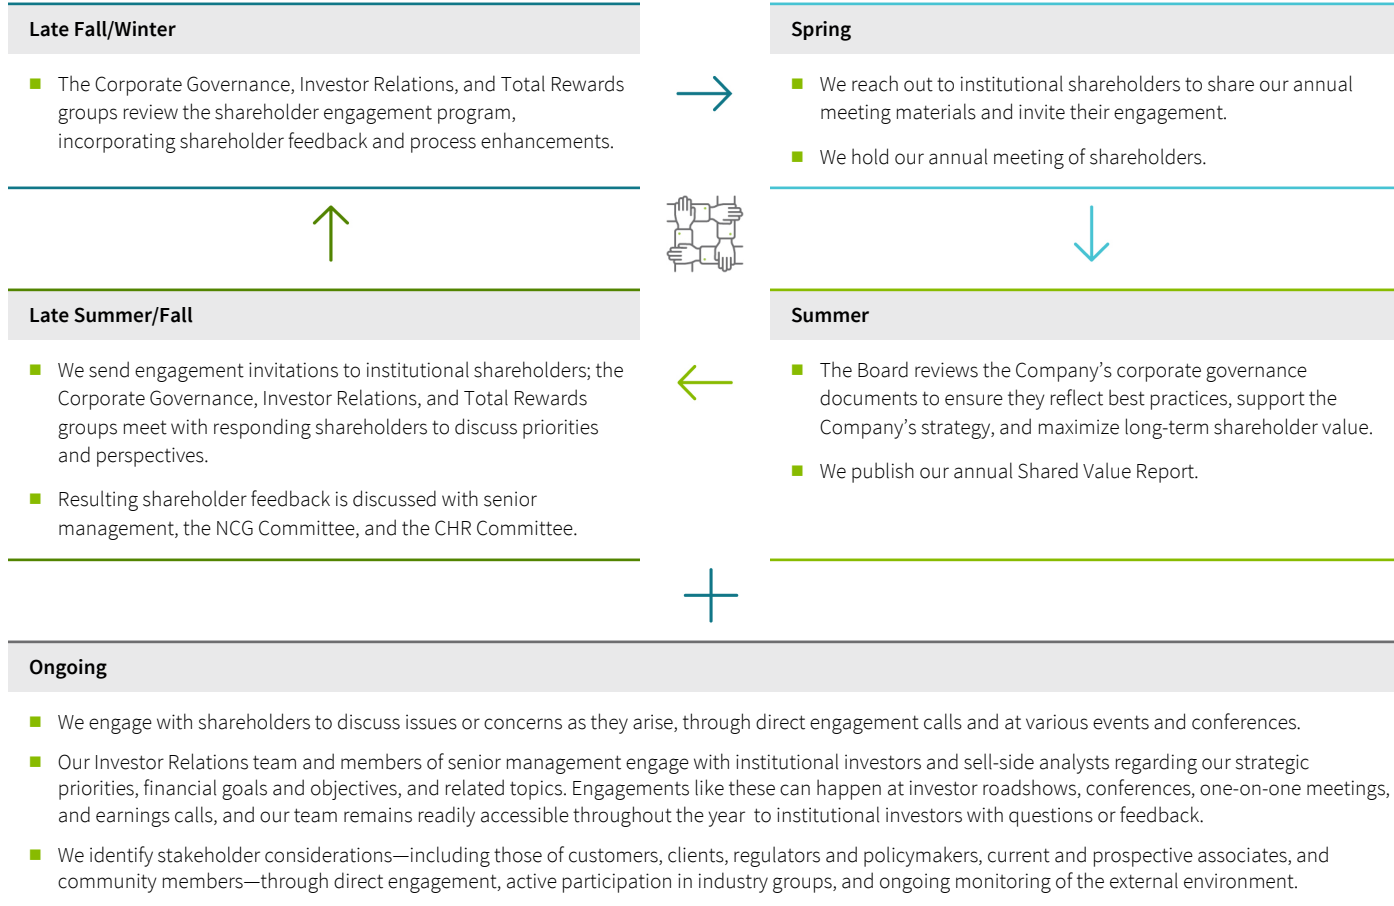 Late Fall/Winter
The Corporate Governance, Investor Relations, and Total Rewards
groups review the shareholder engagement program,
incorporating shareholder feedback and process enhancements.
Spring
We reach out to institutional shareholders to share our annual
meeting materials and invite their engagement.
We hold our annual meeting of shareholders.
Late Summer/Fall
We send engagement invitations to institutional shareholders; the
Corporate Governance, Investor Relations, and Total Rewards
groups meet with responding shareholders to discuss priorities
and perspectives.
Resulting shareholder feedback is discussed with senior
management, the NCG Committee, and the CHR Committee.
Summer
The Board reviews the Company’s corporate governance
documents to ensure they reflect best practices, support the
Company’s strategy, and maximize long-term shareholder value.
We publish our annual Shared Value Report.
Ongoing
We engage with shareholders to discuss issues or concerns as they arise, through direct engagement calls and at various events and conferences.
Our Investor Relations team and members of senior management engage with institutional investors and sell-side analysts regarding our strategic
priorities, financial goals and objectives, and related topics. Engagements like these can happen at investor roadshows, conferences, one-on-one meetings,
and earnings calls, and our team remains readily accessible throughout the year to institutional investors with questions or feedback.
We identify stakeholder considerations—including those of customers, clients, regulators and policymakers, current and prospective associates, and
community members—through direct engagement, active participation in industry groups, and ongoing monitoring of the external environment.